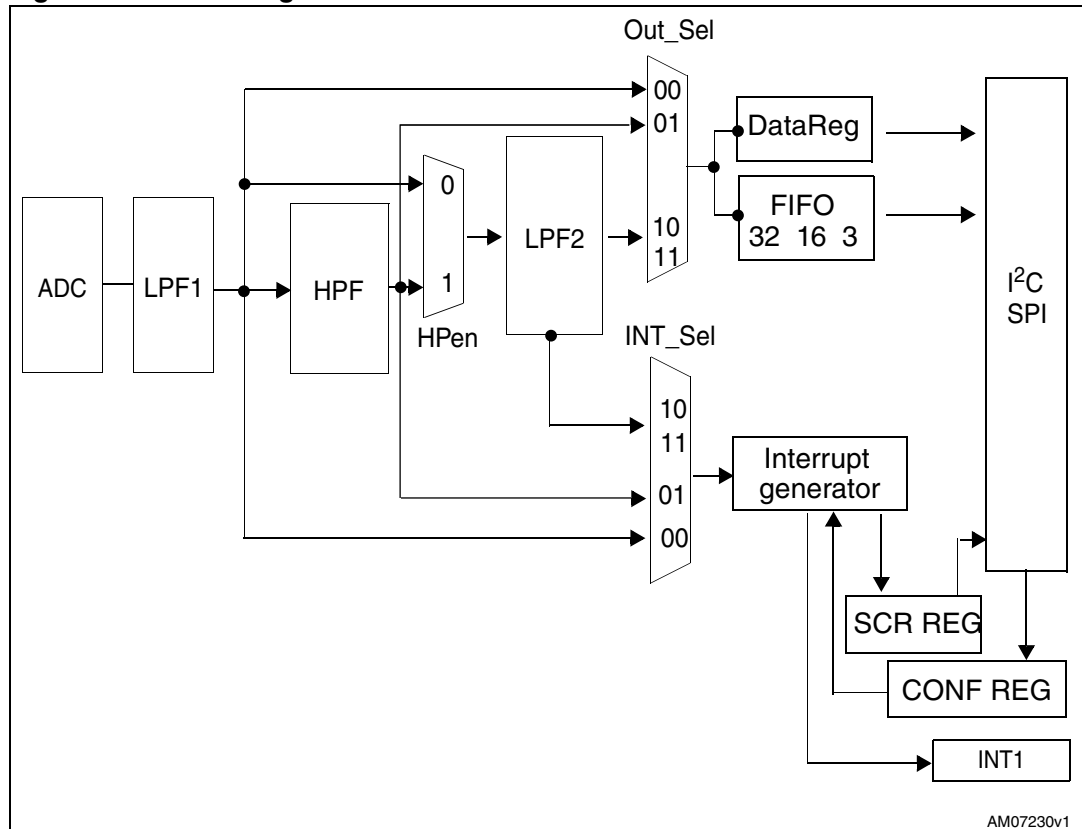 Out_Sel
00
01
10
11
DataReg
FIFO
32 16 3
I²C
SPI
ADC
LPF1
HPF
0
1
HPen
LPF2
INT_Sel
10
11
01
00
Interrupt
generator
SCR REG
CONF REG
INT1
AM07230v1